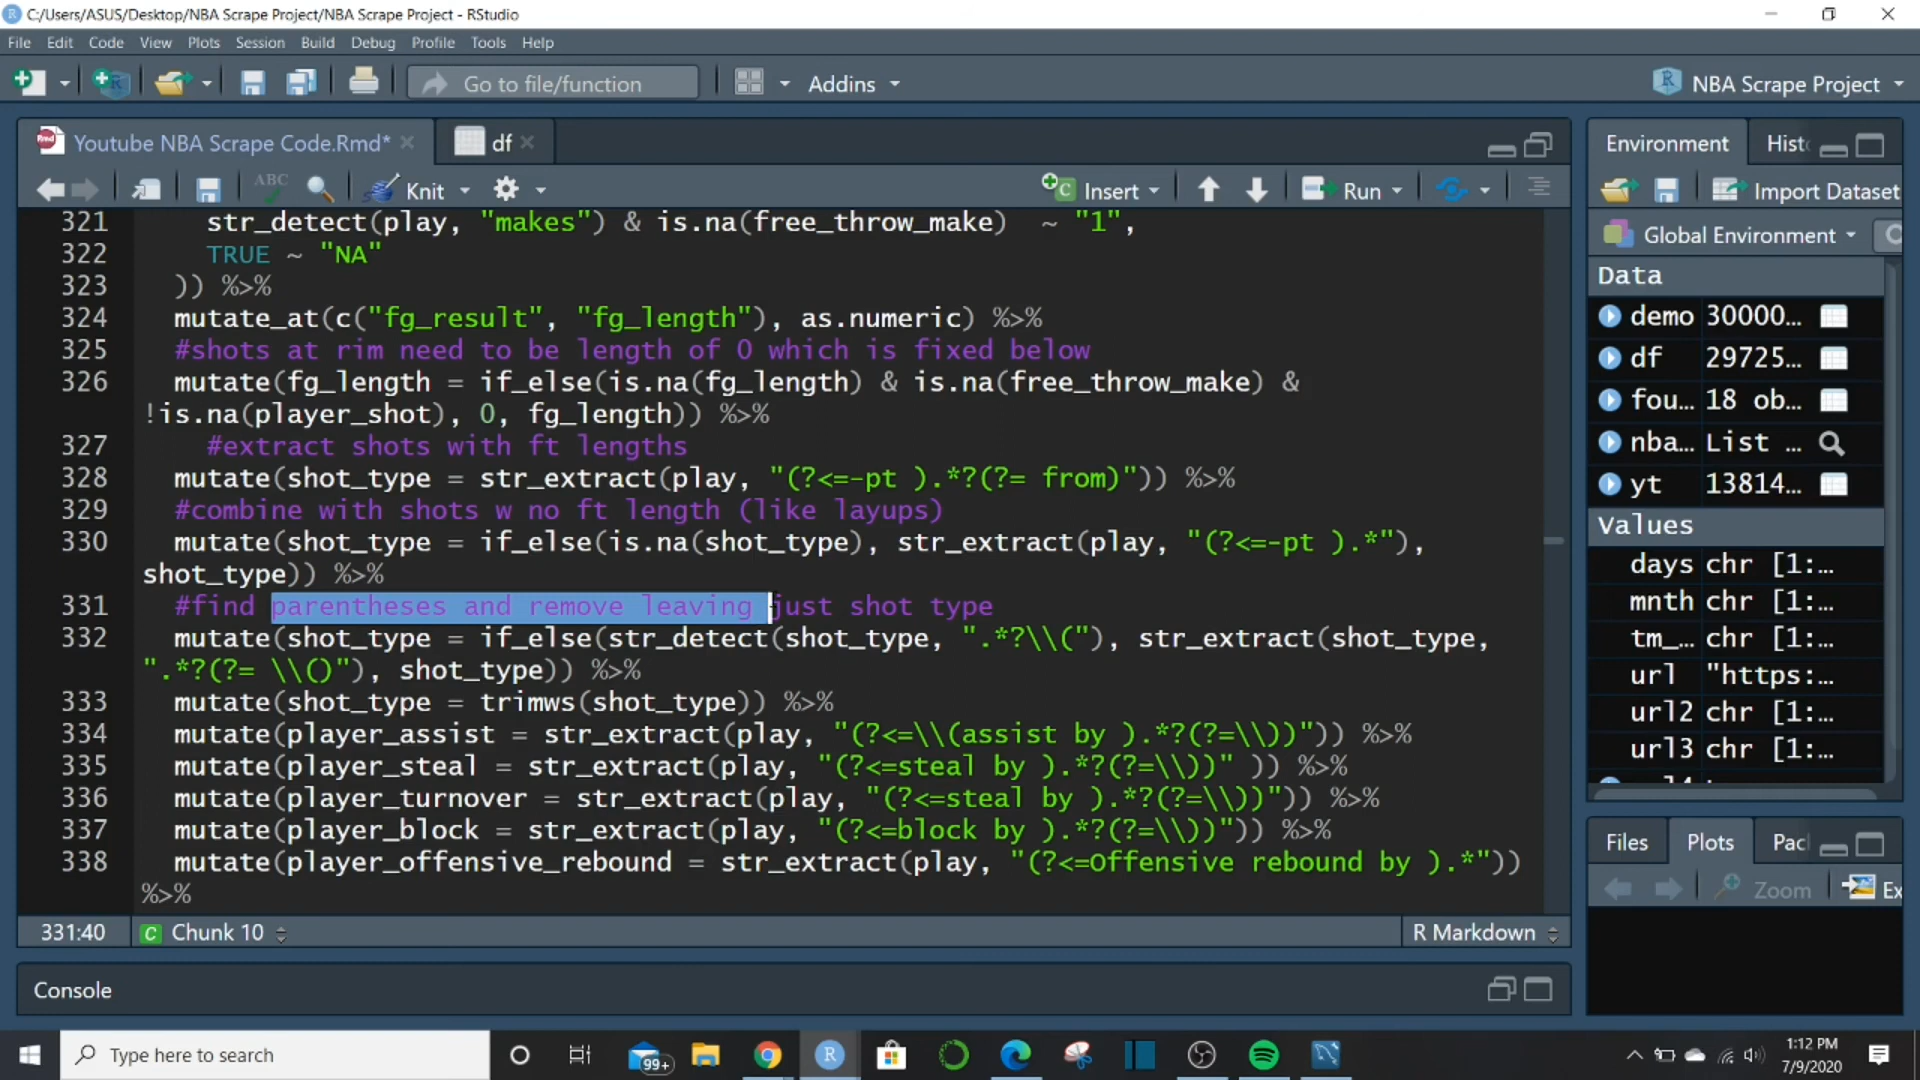 C:/Users/ASUS/Desktop/NBA Scrape Project/NBA Scrape Project - RStudio
File Edit Code View Plots Session Build Debug Profile Tools Help
Go to file/function Addins NBA Scrape Project
Youtube NBA Scrape Code.Rmd* df
ABC Knit Insert Run
321 str_detect(play, "makes") & is.na(free_throw_make) ~ "1",
322 TRUE ~ "NA"
323 )) %>%
324 mutate_at(c("fg_result", "fg_length"), as.numeric) %>%
325 #shots at rim need to be length of 0 which is fixed below
326 mutate(fg_length = if_else(is.na(fg_length) & is.na(free_throw_make) &
!is.na(player_shot), 0, fg_length)) %>%
327 #extract shots with ft lengths
328 mutate(shot_type = str_extract(play, "(?<=-pt ).*?(?= from)")) %>%
329 #combine with shots w no ft length (like layups)
330 mutate(shot_type = if_else(is.na(shot_type), str_extract(play, "(?<=-pt ).*"),
shot_type)) %>%
331 #find parentheses and remove leaving just shot type
332 mutate(shot_type = if_else(str_detect(shot_type, ".*?\\("), str_extract(shot_type,
".*?(?= \\()"), shot_type)) %>%
333 mutate(shot_type = trimws(shot_type)) %>%
334 mutate(player_assist = str_extract(play, "(?<=\\(assist by ).*?(?=\\))")) %>%
335 mutate(player_steal = str_extract(play, "(?<=steal by ).*?(?=\\))" )) %>%
336 mutate(player_turnover = str_extract(play, "(?<=steal by ).*?(?=\\))")) %>%
337 mutate(player_block = str_extract(play, "(?<=block by ).*?(?=\\))")) %>%
338 mutate(player_offensive_rebound = str_extract(play, "(?<=Offensive rebound by ).*"))
%>%
331:40 C Chunk 10 R Markdown
Console
Environment Histo
Import Dataset
Global Environment
Data
demo 30000...
df 29725...
fou... 18 ob...
nba... List ...
yt 13814...
Values
days chr [1:...
mnth chr [1:...
tm_... chr [1:...
url "https:...
url2 chr [1:...
url3 chr [1:...
Files Plots Pac
Zoom Ex
Type here to search
99+
1:12 PM
7/9/2020